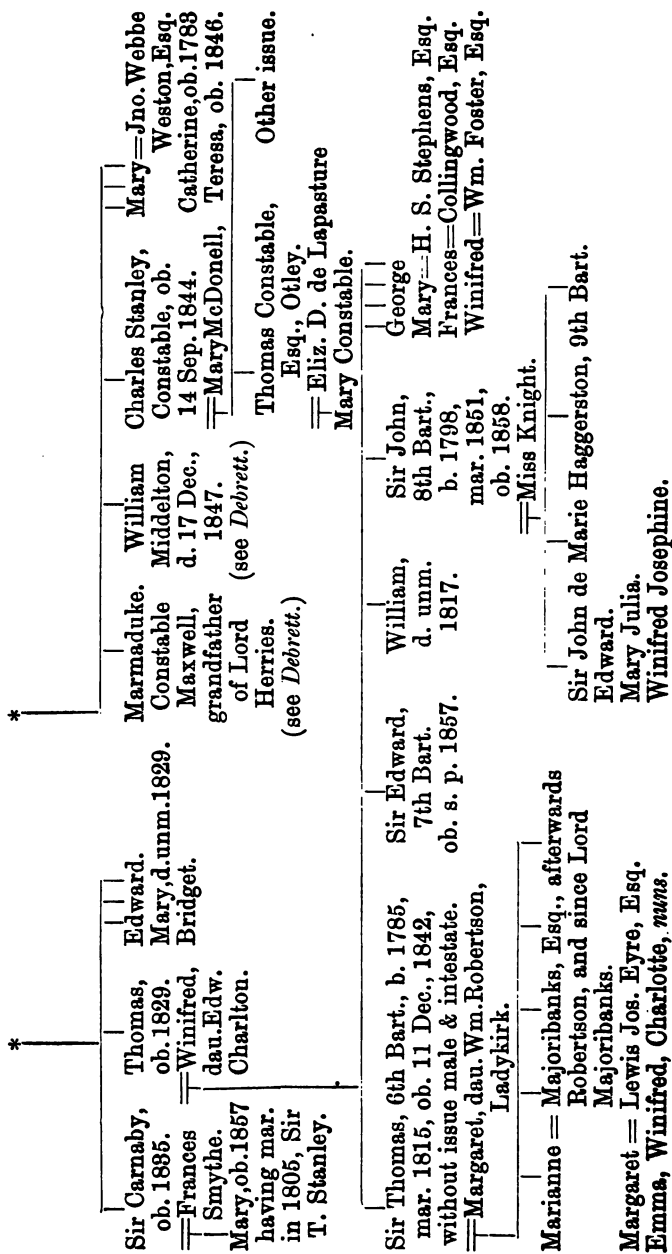 *
Sir Carnaby,
ob. 1835.
=Frances
Smythe.
Mary, ob. 1857
having mar.
in 1805, Sir
T. Stanley.
Thomas,
ob. 1829.
=Winifred,
dau. Edw.
Charlton.
Edward.
Mary, d. unm. 1829.
Bridget.
*
Marmaduke.
Constable
Maxwell,
grandfather
of Lord
Herries.
(see Debrett.)
William
Middelton,
d. 17 Dec.,
1847.
(see Debrett.)
Charles Stanley,
Constable, ob.
14 Sep. 1844.
=Mary McDonell,
Mary=Jno. Webbe
Weston, Esq.
Catherine, ob. 1783
Teresa, ob. 1846.
Thomas Constable,
Esq., Otley.
=Eliz. D. de Lapasture
Mary Constable.
Other issue.
Sir Thomas, 6th Bart., b. 1785,
mar. 1815, ob. 11 Dec., 1842,
without issue male & intestate.
=Margaret, dau. Wm. Robertson,
Ladykirk.
Sir Edward,
7th Bart.
ob. s. p. 1857.
William,
d. unm.
1817.
Sir John,
8th Bart.,
b. 1798,
mar. 1851,
ob. 1858.
=Miss Knight.
George
Mary=H. S. Stephens, Esq.
Frances=Collingwood, Esq.
Winifred=Wm. Foster, Esq.
Marianne = Majoribanks, Esq., afterwards
Robertson, and since Lord
Majoribanks.
Margaret = Lewis Jos. Eyre, Esq.
Emma, Winifred, Charlotte, nuns.
Sir John de Marie Haggerston, 9th Bart.
Edward.
Mary Julia.
Winifred Josephine.